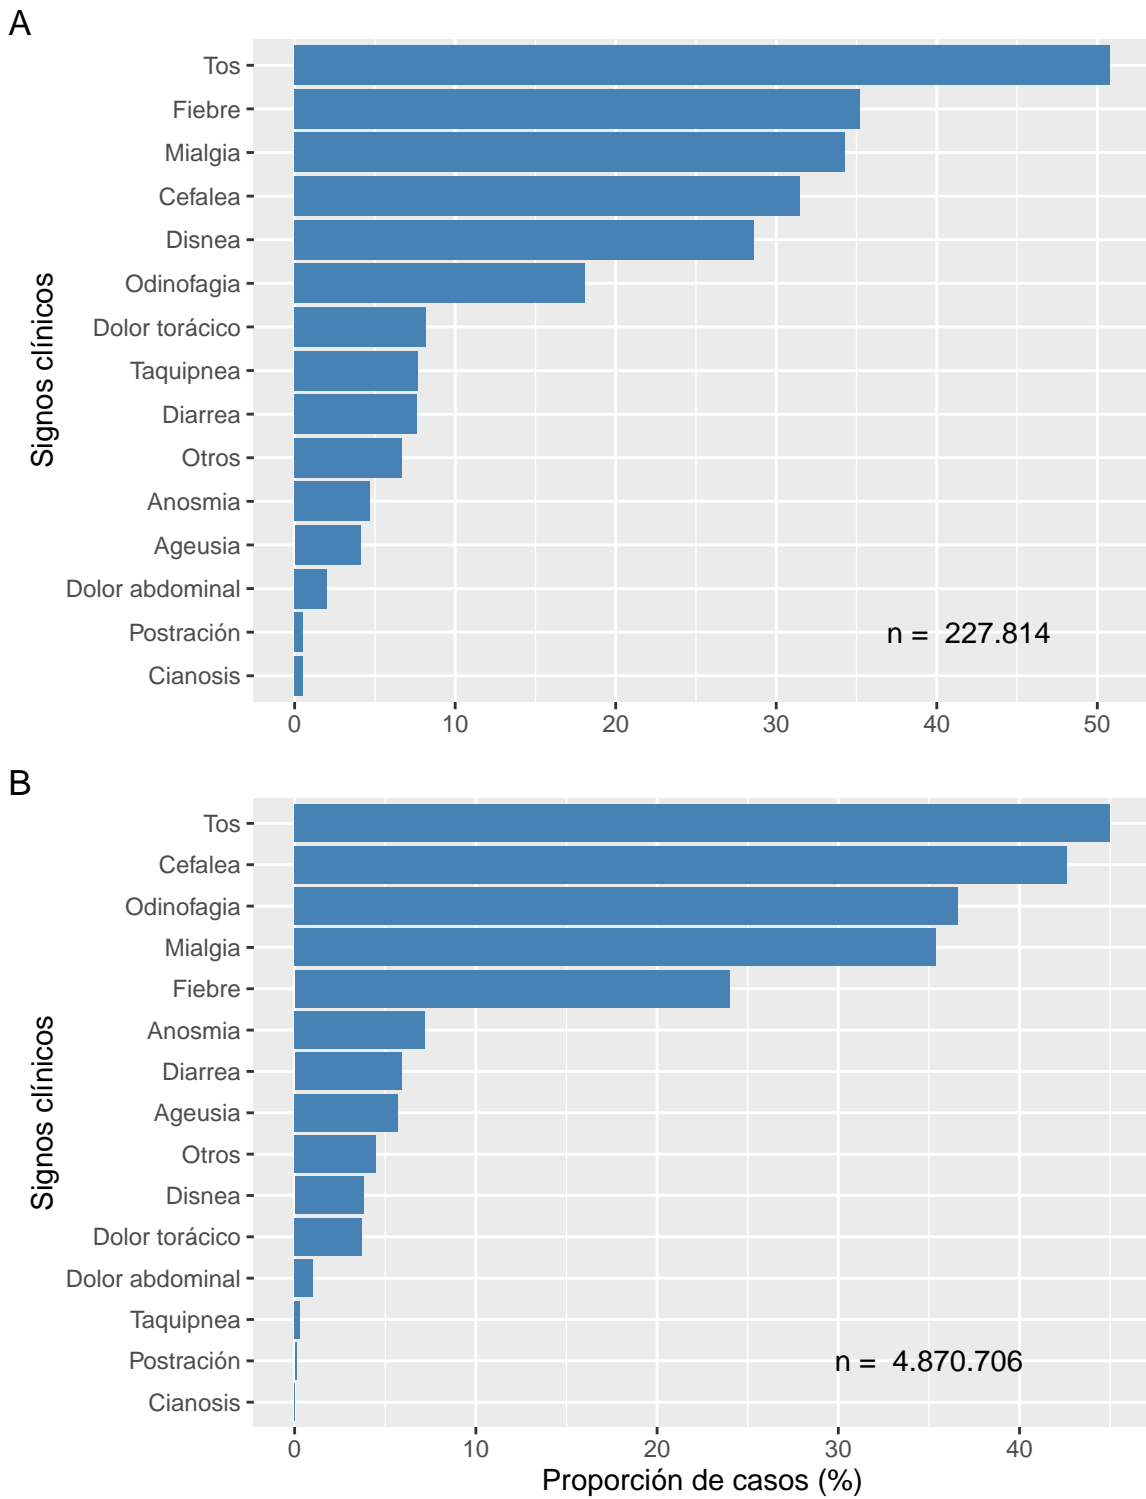 A
Signos clínicos
Tos
Fiebre
Mialgia
Cefalea
Disnea
Odinofagia
Dolor torácico
Taquipnea
Diarrea
Otros
Anosmia
Ageusia
Dolor abdominal
Postración
Cianosis
n = 227.814
0 10 20 30 40 50
B
Signos clínicos
Tos
Cefalea
Odinofagia
Mialgia
Fiebre
Anosmia
Diarrea
Ageusia
Otros
Disnea
Dolor torácico
Dolor abdominal
Taquipnea
Postración
Cianosis
n = 4.870.706
0 10 20 30 40
Proporción de casos (%)